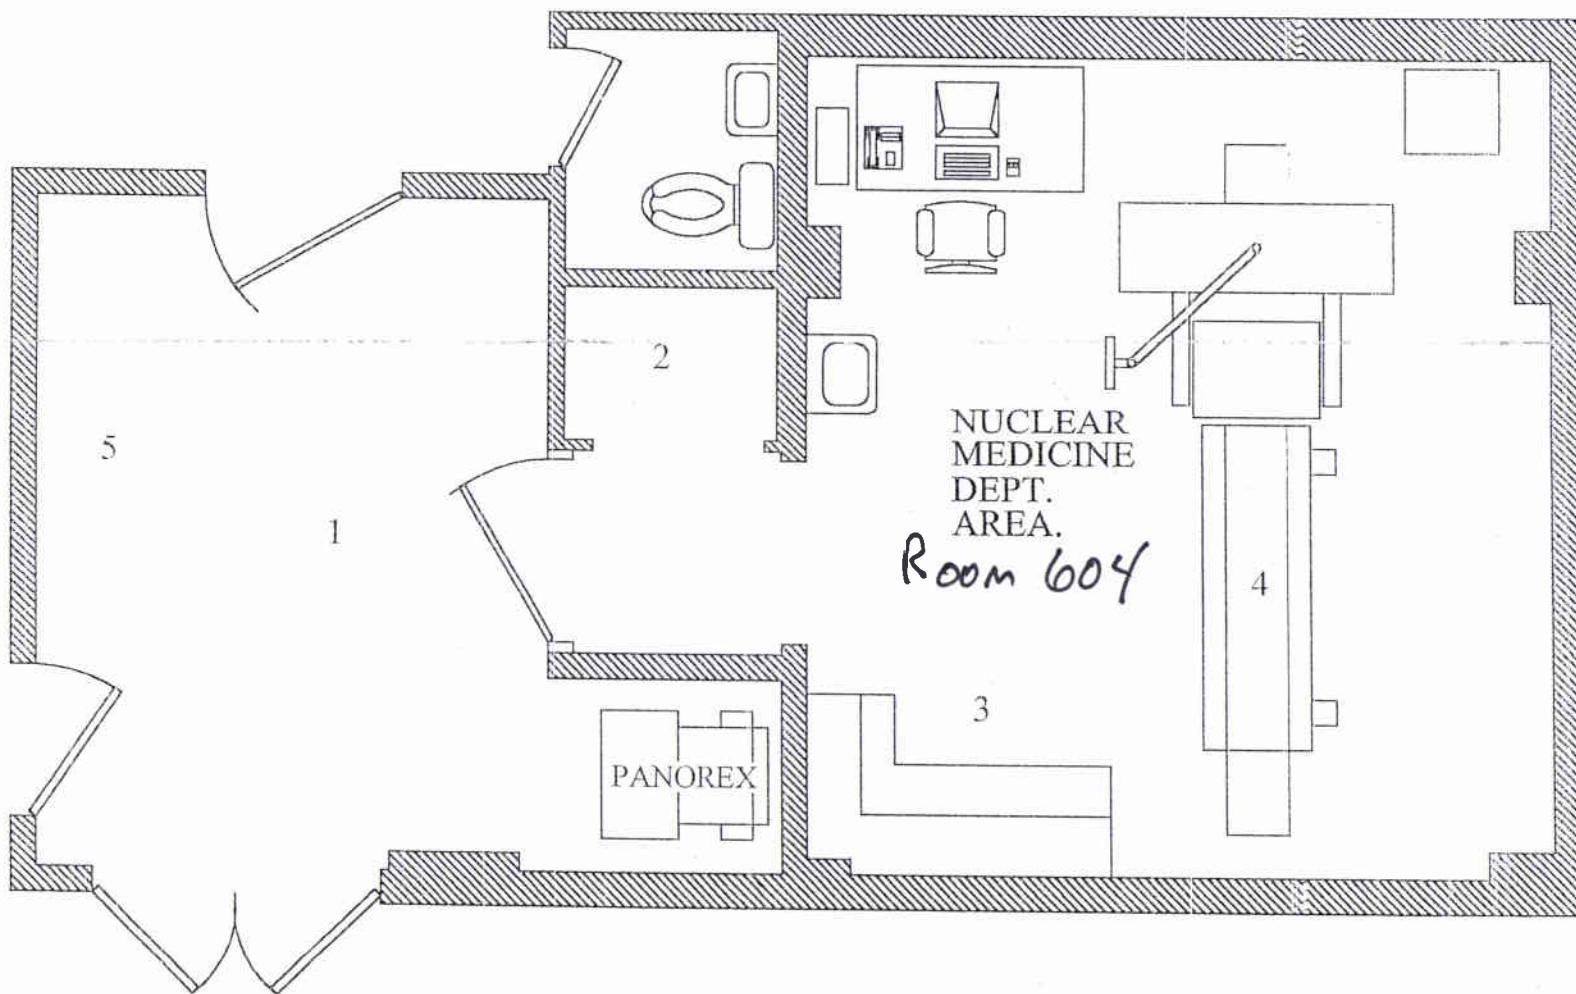 2
5
NUCLEAR
MEDICINE
DEPT.
AREA.
1
Room 604
4
3
PANOREX